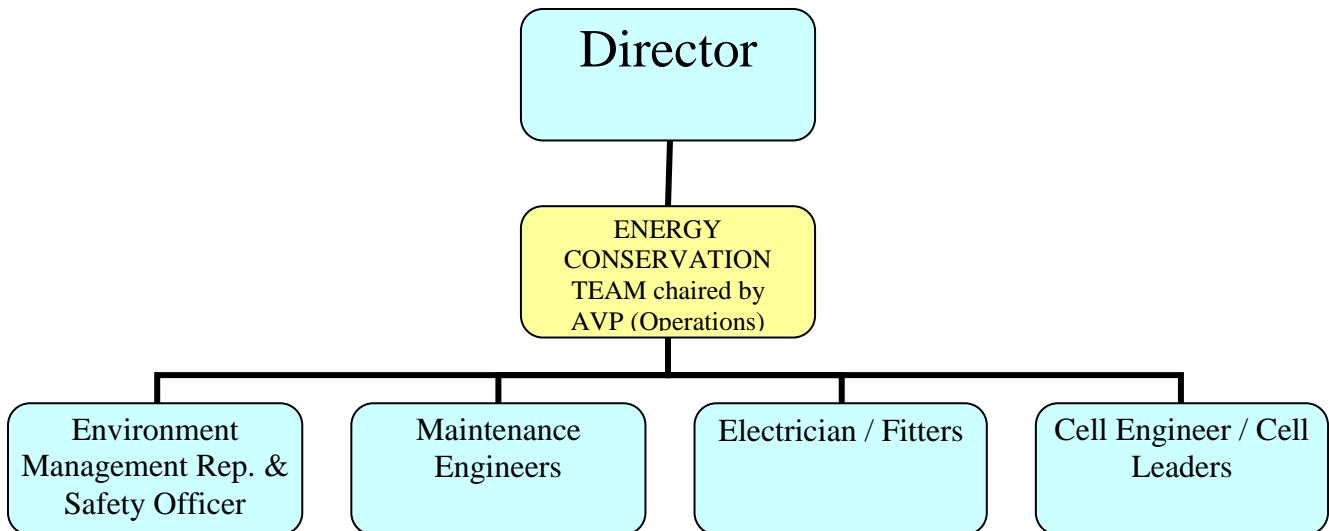 Director
ENERGY
CONSERVATION
TEAM chaired by
AVP (Operations)
Environment
Management Rep. &
Safety Officer
Maintenance
Engineers
Electrician / Fitters
Cell Engineer / Cell
Leaders